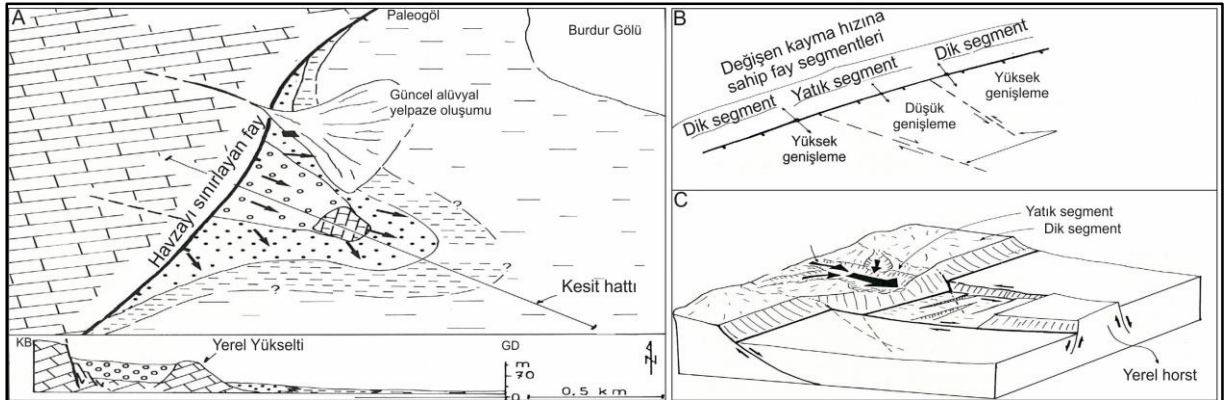 A
Paleogöl
Burdur Gölü
Güncel alüvyal
yelpaze oluşumu
Havzayı sınırlayan fay
?
?
?
Kesit hattı
KB
Yerel Yükselti
GD
m
70
0
0.5 km
N
B
Değişen kayma hızına
sahip fay segmentleri
Dik segment
Yatık segment
Dik segment
Yüksek
genişleme
Düşük
genişleme
Yüksek
genişleme
C
Yatık segment
Dik segment
Yerel horst